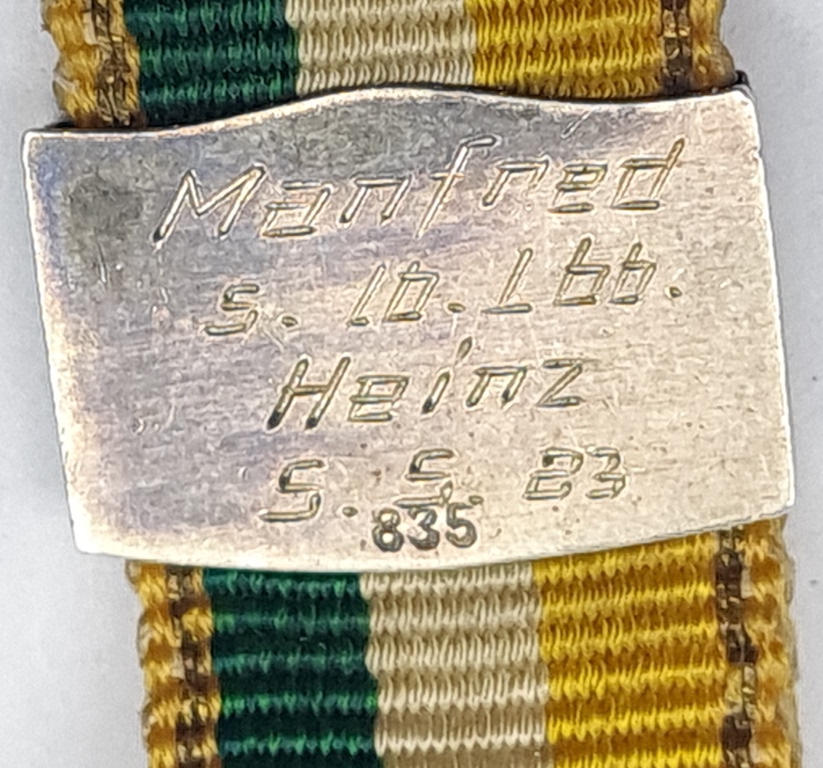 Manfred
s. lb. Lbb.
Heinz
S. S. 23
835